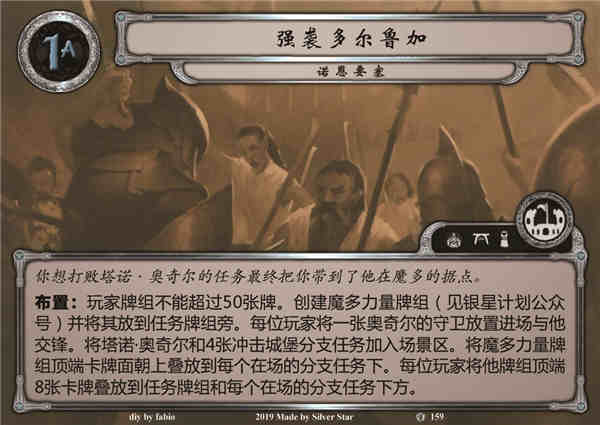 1A
强袭多尔鲁加
诺恩要塞
你想打败塔诺·奥奇尔的任务最终把你带到了他在魔多的据点。
布置：玩家牌组不能超过50张牌。创建魔多力量牌组（见银星计划公众
号）并将其放到任务牌组旁。每位玩家将一张奥奇尔的守卫放置进场与他
交锋。将塔诺·奥奇尔和4张冲击城堡分支任务加入场景区。将魔多力量牌
组顶端卡牌面朝上叠放到每个在场的分支任务下。每位玩家将他牌组顶端
8张卡牌叠放到任务牌组和每个在场的分支任务下方。
diy by fabio
2019 Made by Silver Star
159